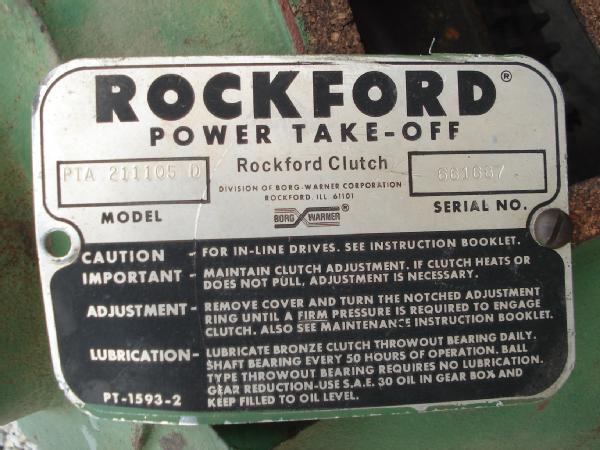 ROCKFORD®
POWER TAKE-OFF
PTA 211105 D Rockford Clutch 661667
DIVISION OF BORG-WARNER CORPORATION
ROCKFORD, ILL. 61101
MODEL BORG WARNER® SERIAL NO.
CAUTION - FOR IN-LINE DRIVES. SEE INSTRUCTION BOOKLET.
IMPORTANT - MAINTAIN CLUTCH ADJUSTMENT. IF CLUTCH HEATS OR
DOES NOT PULL, ADJUSTMENT IS NECESSARY.
ADJUSTMENT - REMOVE COVER AND TURN THE NOTCHED ADJUSTMENT
RING UNTIL A FIRM PRESSURE IS REQUIRED TO ENGAGE
CLUTCH. ALSO SEE MAINTENANCE INSTRUCTION BOOKLET.
LUBRICATION - LUBRICATE BRONZE CLUTCH THROWOUT BEARING DAILY.
SHAFT BEARING EVERY 50 HOURS OF OPERATION. BALL
TYPE THROWOUT BEARING REQUIRES NO LUBRICATION.
GEAR REDUCTION-USE S.A.E. 30 OIL IN GEAR BOX AND
PT-1593-2 KEEP FILLED TO OIL LEVEL.